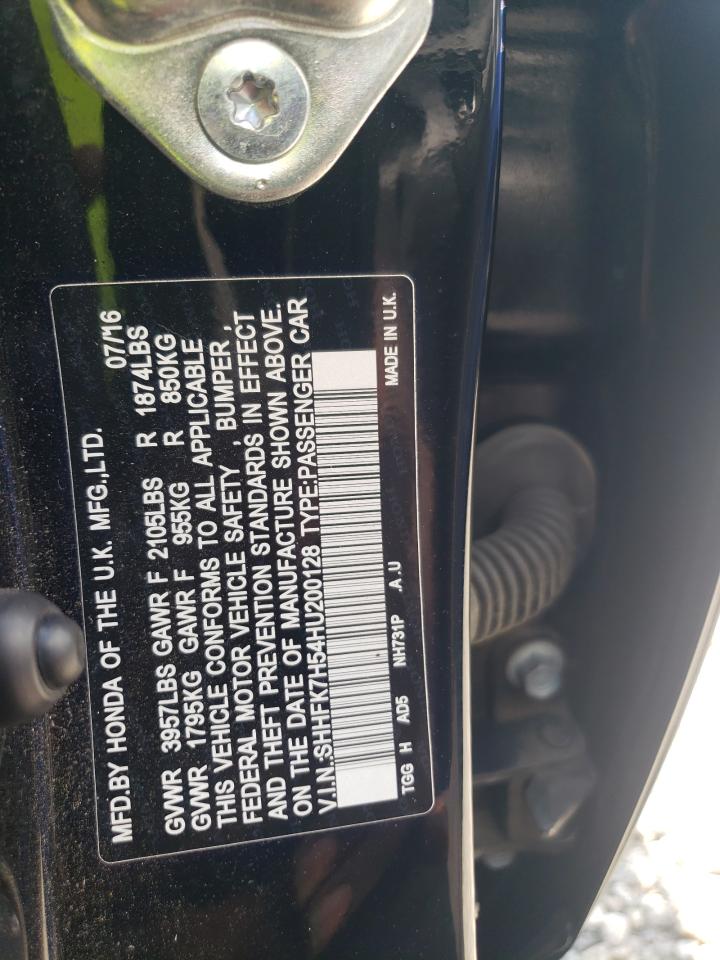 MFD.BY HONDA OF THE U.K. MFG.,LTD. 07/16
GVWR 3957LBS GAWR F 2105LBS R 1874LBS
GVWR 1795KG GAWR F 955KG R 850KG
THIS VEHICLE CONFORMS TO ALL APPLICABLE
FEDERAL MOTOR VEHICLE SAFETY , BUMPER ,
AND THEFT PREVENTION STANDARDS IN EFFECT
ON THE DATE OF MANUFACTURE SHOWN ABOVE.
V.I.N.:SHHFK7H54HU200128 TYPE:PASSENGER CAR
TGG H AD5 NH731P .A .U MADE IN U.K.